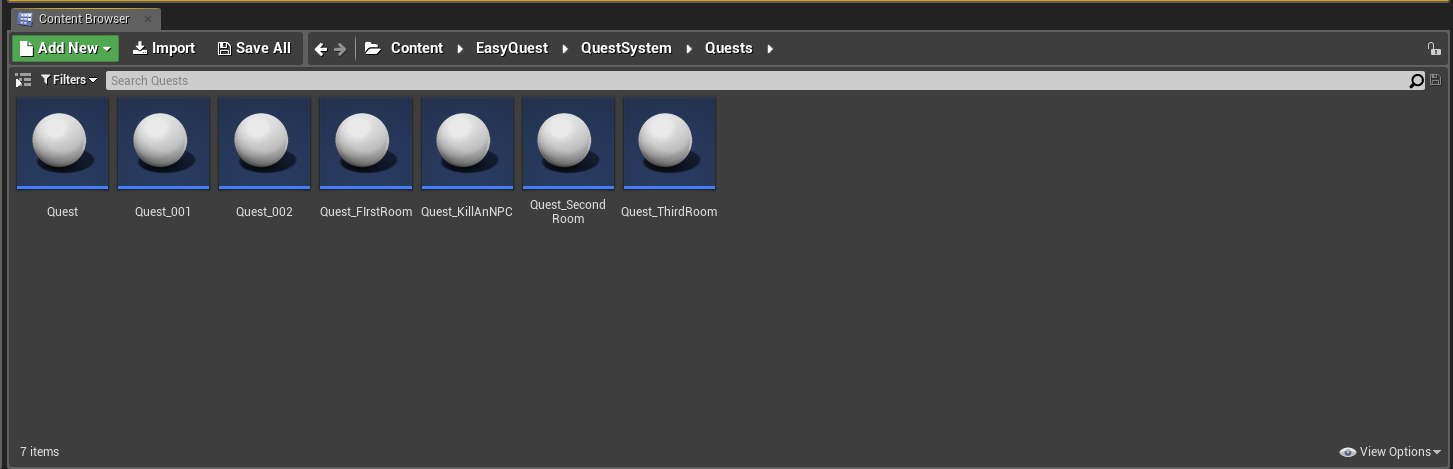 Content Browser
Add New Import Save All Content EasyQuest QuestSystem Quests
Filters Search Quests
Quest
Quest_001
Quest_002
Quest_FIrstRoom
Quest_KillAnNPC
Quest_Second
Room
Quest_ThirdRoom
7 items
View Options